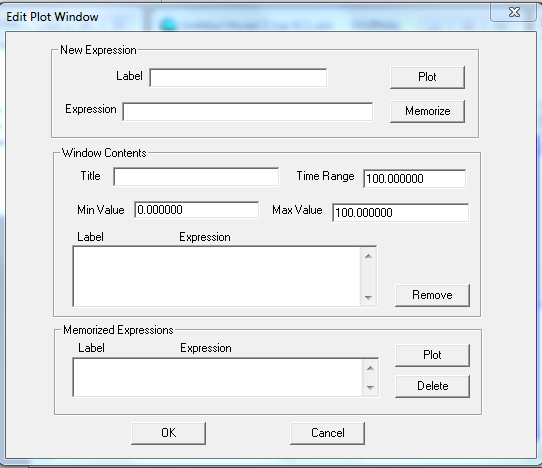 Edit Plot Window
New Expression
Label
Plot
Expression
Memorize
Window Contents
Title
Time Range 100.000000
Min Value 0.000000
Max Value 100.000000
Label Expression
Remove
Memorized Expressions
Label Expression
Plot
Delete
OK Cancel